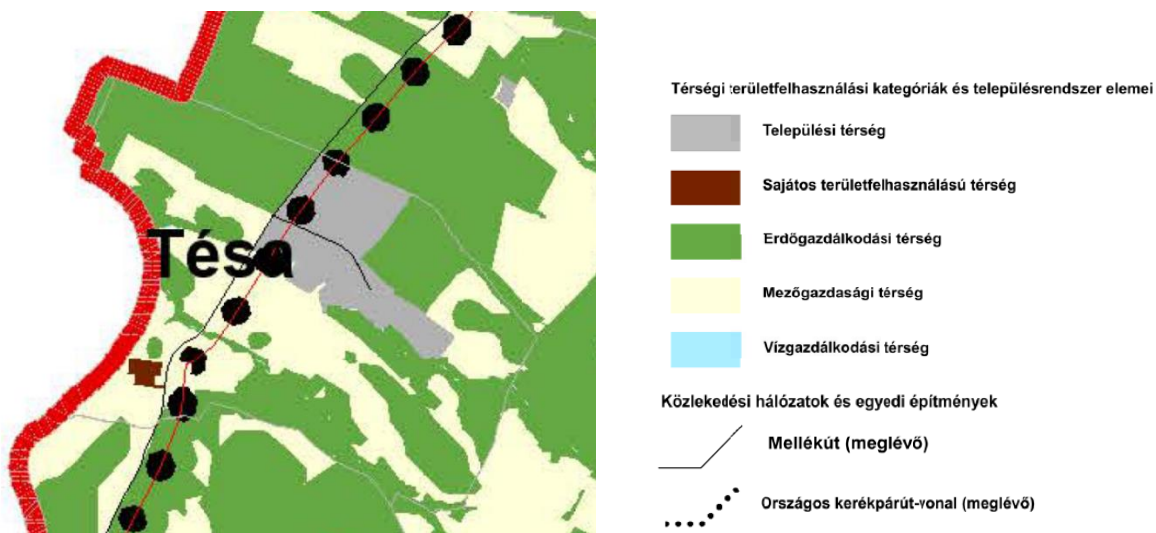 Tésa
Térségi területfelhasználási kategóriák és településrendszer elemei
Települési térség
Sajátos területfelhasználású térség
Erdőgazdálkodási térség
Mezőgazdasági térség
Vízgazdálkodási térség
Közlekedési hálózatok és egyedi építmények
Mellékút (meglévő)
Országos kerékpárút-vonal (meglévő)